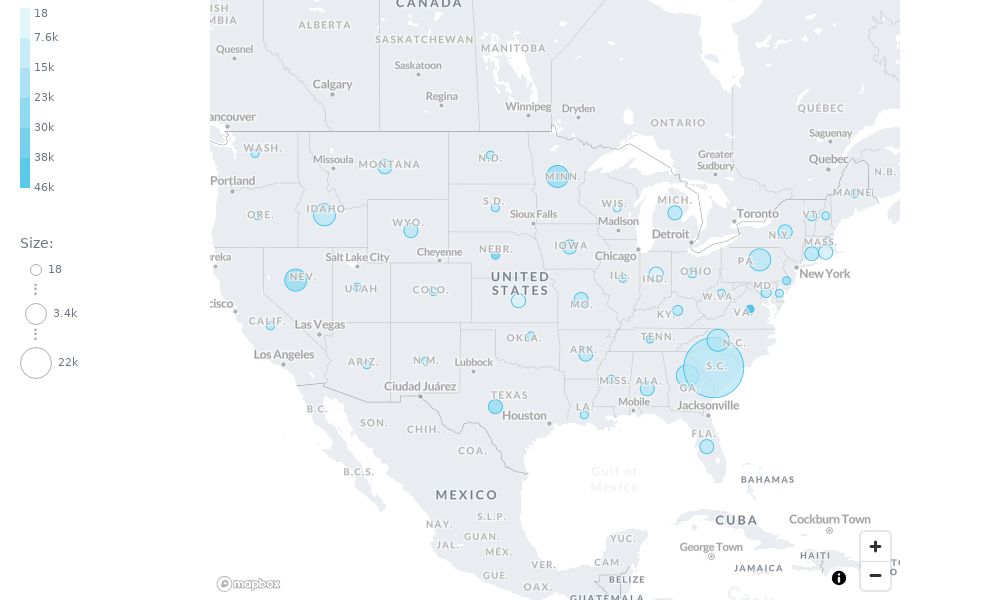 18
7.6k
15k
23k
30k
38k
46k
Size:
18
3.4k
22k
CANADA
ISH
MBIA
ALBERTA
SASKATCHEWAN
MANITOBA
Quesnel
Saskatoon
Calgary
Regina
Winnipeg
Dryden
ONTARIO
QUÉBEC
ancouver
Saguenay
WASH.
Missoula
MONTANA
N.D.
MINN.
Greater
Sudbury
Quebec
N.B.
MAINE
Portland
ORE.
IDAHO
WYO.
S.D.
Sioux Falls
WIS.
Madison
MICH.
Detroit
Toronto
VT.
N.Y.
MASS.
ureka
Salt Lake City
Cheyenne
NEBR.
IOWA
Chicago
NEV.
UTAH
COLO.
UNITED
STATES
MO.
ILL.
IND.
OHIO
PA.
New York
MD.
W.VA.
VA.
KY.
cisco
CALIF.
Las Vegas
Los Angeles
ARIZ.
N.M.
Lubbock
OKLA.
ARK.
TENN.
N.C.
S.C.
MISS.
ALA.
GA.
Ciudad Juárez
TEXAS
Houston
LA.
Mobile
Jacksonville
FLA.
B.C.
SON.
CHIH.
COA.
B.C.S.
Gulf of
Mexico
BAHAMAS
MEXICO
NAY.
S.L.P.
GUAN.
JAL.
MÉX.
VER.
YUC.
CAM.
GUE.
OAX.
BELIZE
GUATEMALA
CUBA
Cockburn Town
George Town
HAITI
JAMAICA
+
−
mapbox